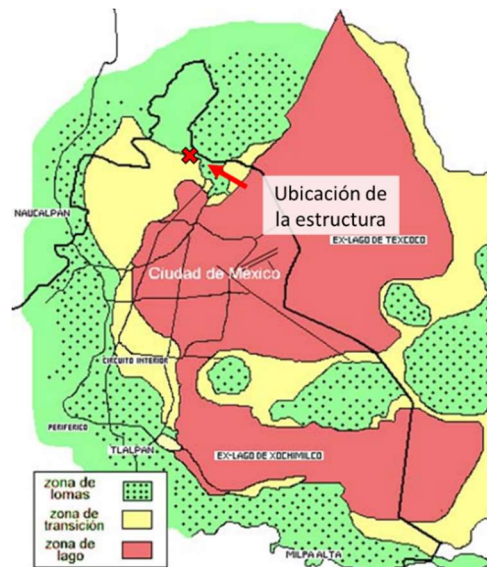 Ubicación de
la estructura
NAUCALPAN
EX-LAGO DE TEXCOCO
Ciudad de México
CIRCUITO INTERIOR
PERIFERICO
TLALPAN
EX-LAGO DE XOCHIMILCO
MILPA ALTA
zona de
lomas
zona de
transición
zona de
lago